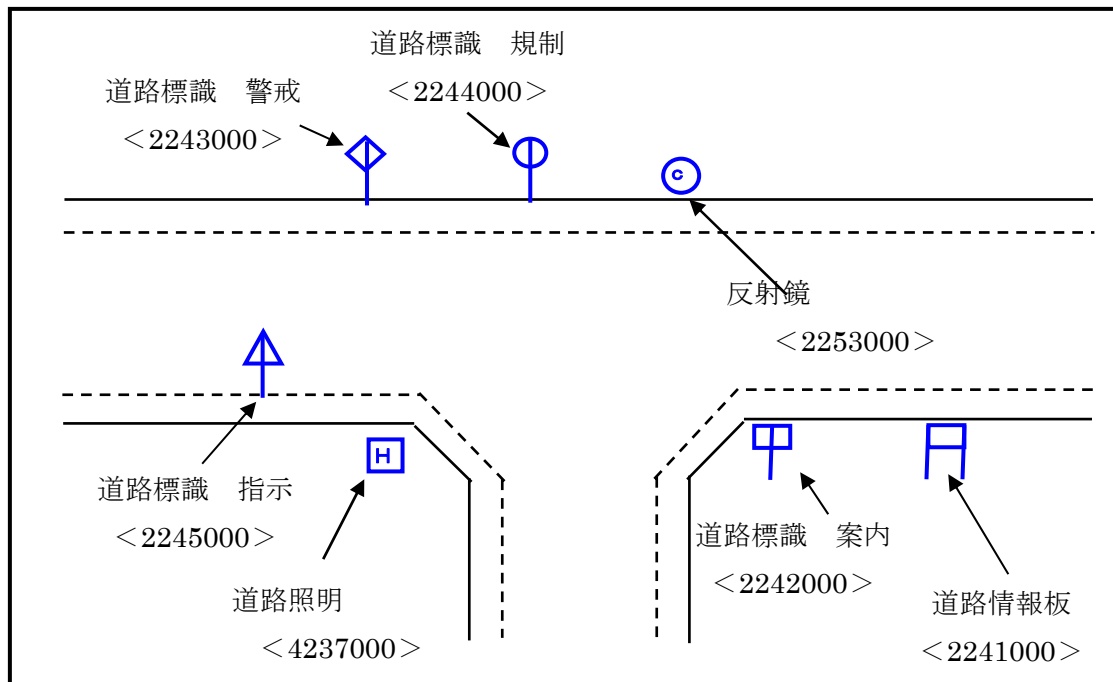 道路標識　規制
＜2244000＞
道路標識　警戒
＜2243000＞
C
反射鏡
＜2253000＞
H
道路標識　指示
＜2245000＞
道路照明
＜4237000＞
道路標識　案内
＜2242000＞
道路情報板
＜2241000＞